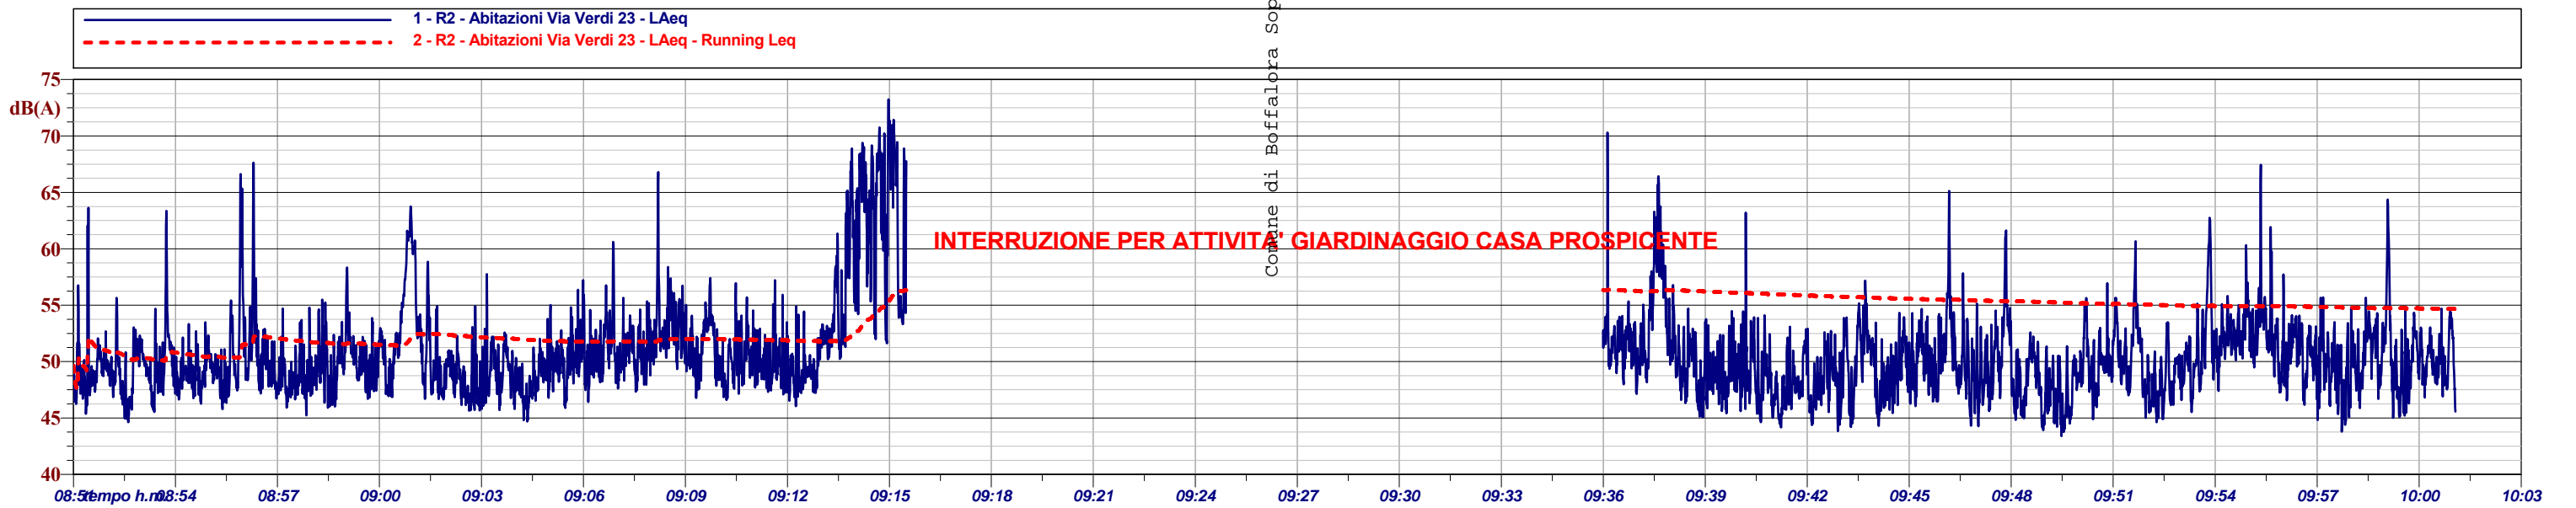 1 - R2 - Abitazioni Via Verdi 23 - LAeq
2 - R2 - Abitazioni Via Verdi 23 - LAeq - Running Leq
75
dB(A)
70
65
60
55
50
45
40
INTERRUZIONE PER ATTIVITA' GIARDINAGGIO CASA PROSPICENTE
Comune di Boffalora Sop
08:51 tempo h.m. 08:54 08:57 09:00 09:03 09:06 09:09 09:12 09:15 09:18 09:21 09:24 09:27 09:30 09:33 09:36 09:39 09:42 09:45 09:48 09:51 09:54 09:57 10:00 10:03